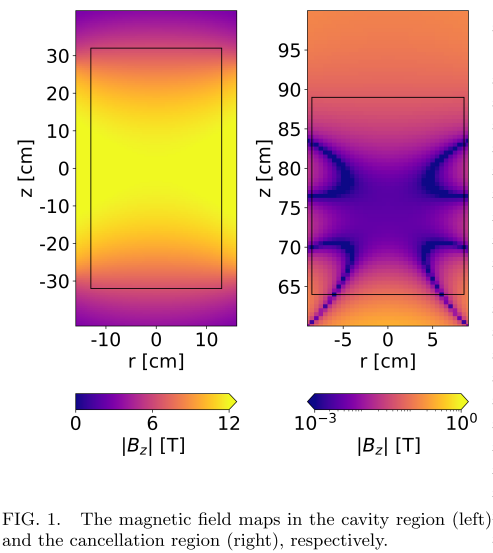 30
20
10
0
-10
-20
-30
z [cm]
-10 0 10
r [cm]
0 6 12
|B_z| [T]
95
90
85
80
75
70
65
z [cm]
-5 0 5
r [cm]
10^{-3} 10^0
|B_z| [T]
FIG. 1. The magnetic field maps in the cavity region (left)
and the cancellation region (right), respectively.